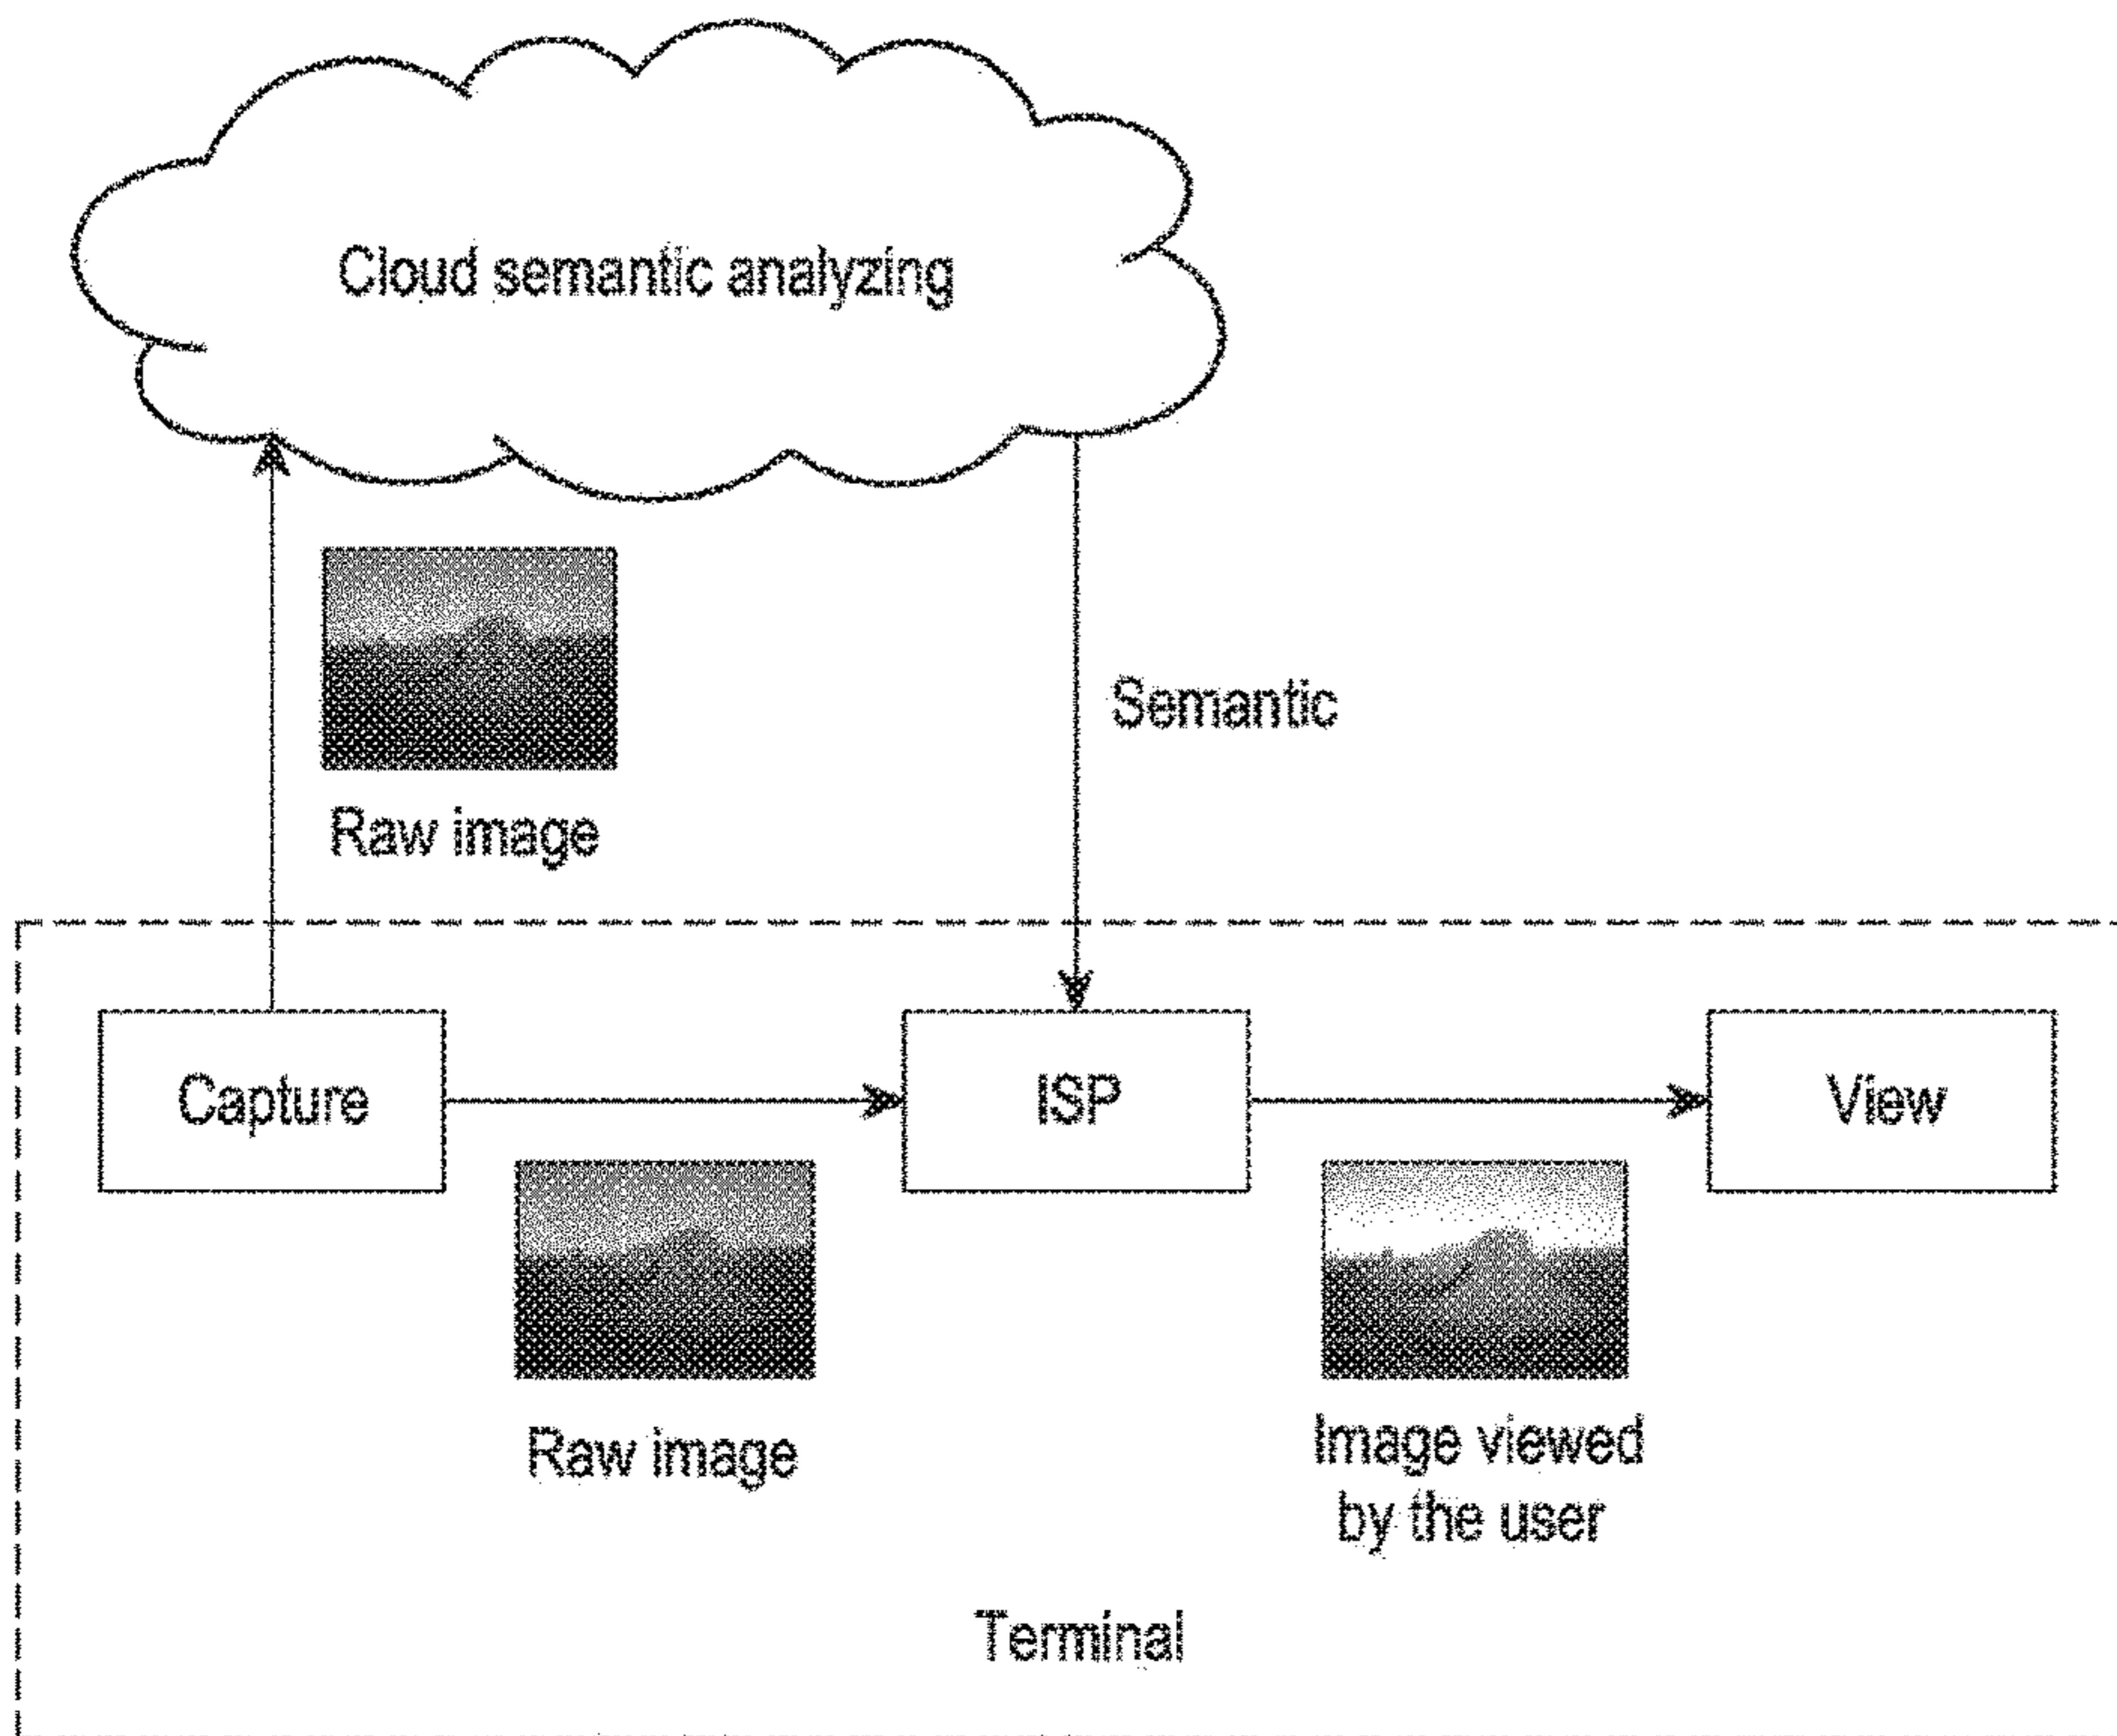 Cloud semantic analyzing
Semantic
Raw image
Capture
ISP
View
Raw image
Image viewed
by the user
Terminal